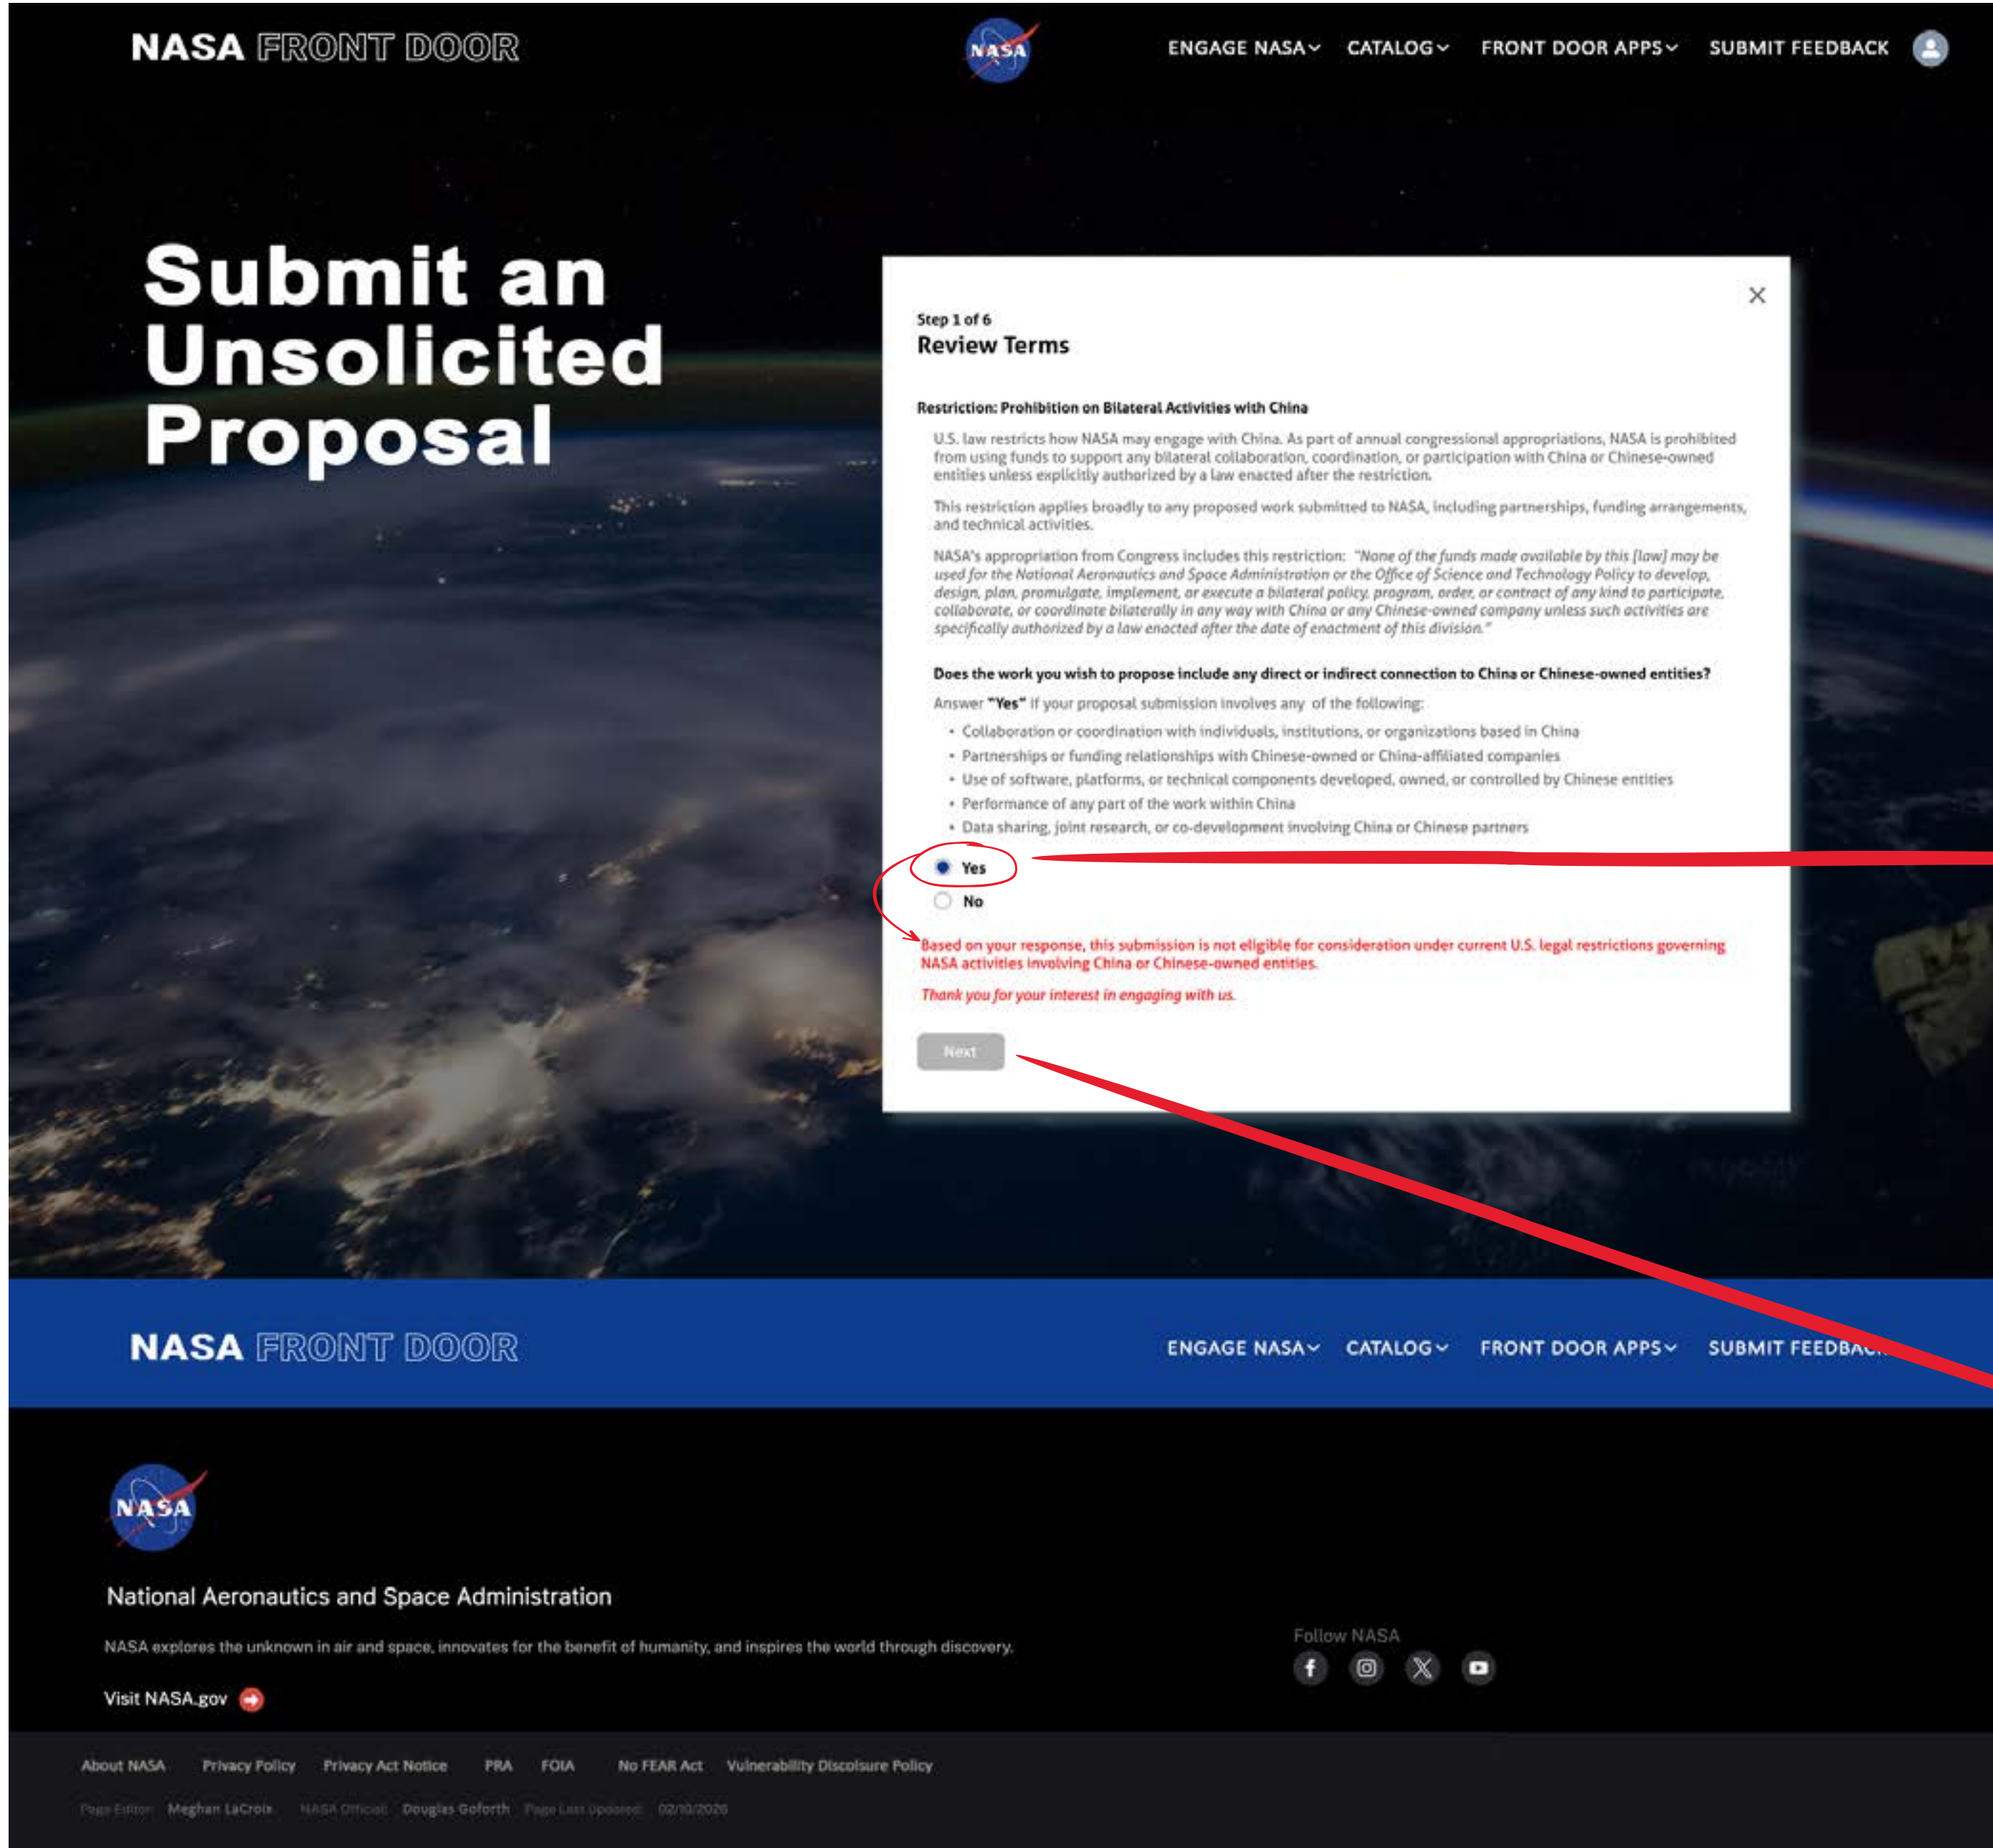 NASA FRONT DOOR
NASA
ENGAGE NASA CATALOG FRONT DOOR APPS SUBMIT FEEDBACK
Submit an
Unsolicited
Proposal
Step 1 of 6
Review Terms
Restriction: Prohibition on Bilateral Activities with China
U.S. law restricts how NASA may engage with China. As part of annual congressional appropriations, NASA is prohibited
from using funds to support any bilateral collaboration, coordination, or participation with China or Chinese-owned
entities unless explicitly authorized by a law enacted after the restriction.
This restriction applies broadly to any proposed work submitted to NASA, including partnerships, funding arrangements,
and technical activities.
NASA's appropriation from Congress includes this restriction: "None of the funds made available by this [law] may be
used for the National Aeronautics and Space Administration or the Office of Science and Technology Policy to develop,
design, plan, promulgate, implement, or execute a bilateral policy, program, order, or contract of any kind to participate,
collaborate, or coordinate bilaterally in any way with China or any Chinese-owned company unless such activities are
specifically authorized by a law enacted after the date of enactment of this division."
Does the work you wish to propose include any direct or indirect connection to China or Chinese-owned entities?
Answer "Yes" if your proposal submission involves any of the following:
• Collaboration or coordination with individuals, institutions, or organizations based in China
• Partnerships or funding relationships with Chinese-owned or China-affiliated companies
• Use of software, platforms, or technical components developed, owned, or controlled by Chinese entities
• Performance of any part of the work within China
• Data sharing, joint research, or co-development involving China or Chinese partners
Yes
No
Based on your response, this submission is not eligible for consideration under current U.S. legal restrictions governing
NASA activities involving China or Chinese-owned entities.
Thank you for your interest in engaging with us.
Next
NASA FRONT DOOR
ENGAGE NASA CATALOG FRONT DOOR APPS SUBMIT FEEDBACK
NASA
National Aeronautics and Space Administration
NASA explores the unknown in air and space, innovates for the benefit of humanity, and inspires the world through discovery.
Visit NASA.gov
Follow NASA
About NASA Privacy Policy Privacy Act Notice PRA FOIA No FEAR Act Vulnerability Discolsure Policy
Page Editor: Meghan LaCroix NASA Official: Douglas Goforth Page Last Updated: 02/10/2026